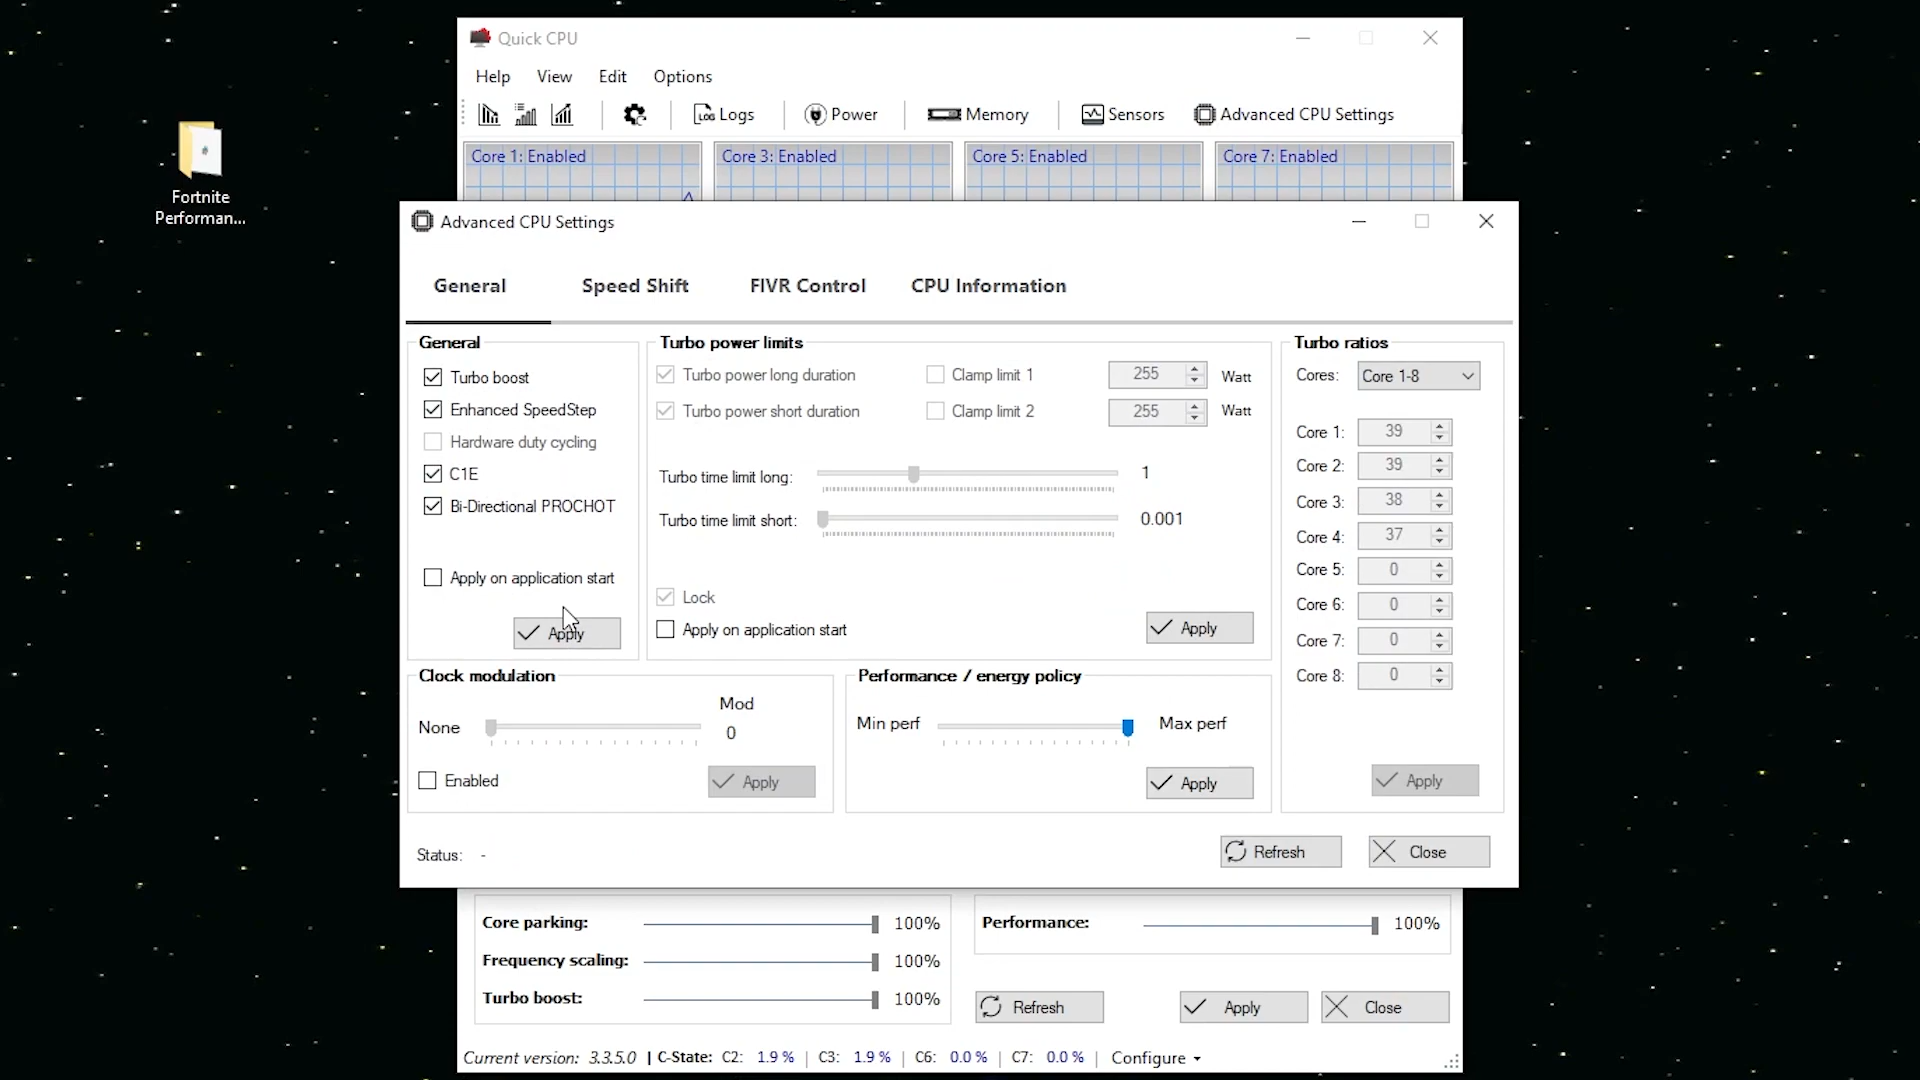 Quick CPU
Help View Edit Options
LOG Logs Power Memory Sensors Advanced CPU Settings
Core 1: Enabled Core 3: Enabled Core 5: Enabled Core 7: Enabled
Fortnite
Performan...
Advanced CPU Settings
General Speed Shift FIVR Control CPU Information
General
Turbo boost
Enhanced SpeedStep
Hardware duty cycling
C1E
Bi-Directional PROCHOT
Apply on application start
Apply
Turbo power limits
Turbo power long duration Clamp limit 1 255 Watt
Turbo power short duration Clamp limit 2 255 Watt
Turbo time limit long: 1
Turbo time limit short: 0.001
Lock
Apply on application start Apply
Turbo ratios
Cores: Core 1-8
Core 1: 39
Core 2: 39
Core 3: 38
Core 4: 37
Core 5: 0
Core 6: 0
Core 7: 0
Core 8: 0
Apply
Clock modulation
Mod
None 0
Enabled Apply
Performance / energy policy
Min perf Max perf
Apply
Status: -
Refresh Close
Core parking: 100%
Frequency scaling: 100%
Turbo boost: 100%
Performance: 100%
Refresh Apply Close
Current version: 3.3.5.0 | C-State: C2: 1.9 % | C3: 1.9 % | C6: 0.0 % | C7: 0.0 % | Configure